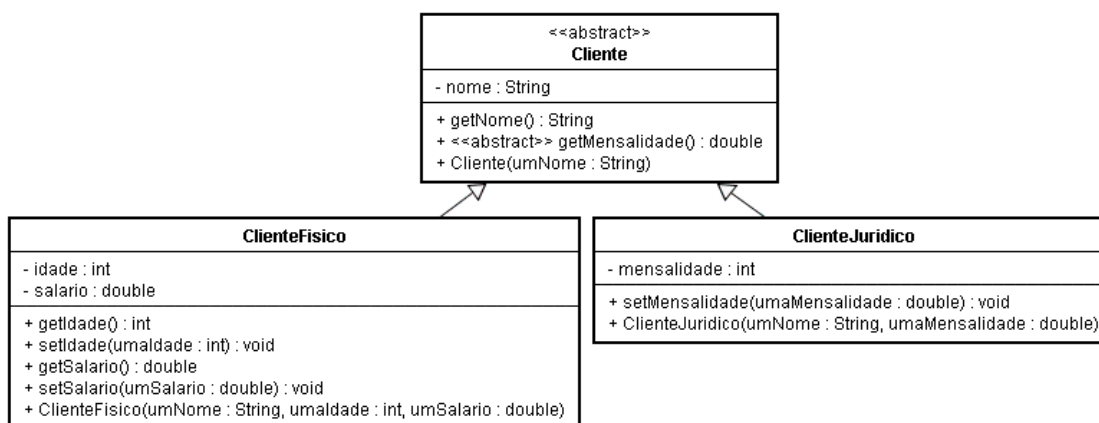 <<abstract>>
Cliente
- nome : String
+ getNome() : String
+ <<abstract>> getMensalidade() : double
+ Cliente(umNome : String)
ClienteFisico
- idade : int
- salario : double
+ getIdade() : int
+ setIdade(umaIdade : int) : void
+ getSalario() : double
+ setSalario(umSalario : double) : void
+ ClienteFisico(umNome : String, umaIdade : int, umSalario : double)
ClienteJuridico
- mensalidade : int
+ setMensalidade(umaMensalidade : double) : void
+ ClienteJuridico(umNome : String, umaMensalidade : double)